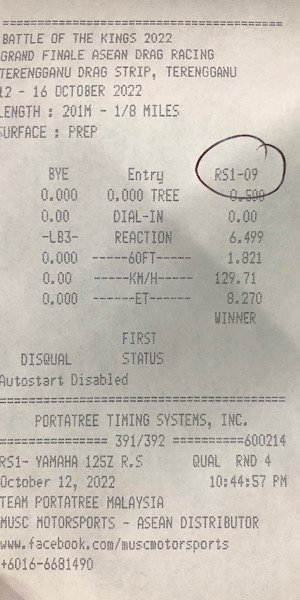 =====================================
BATTLE OF THE KINGS 2022
GRAND FINALE ASEAN DRAG RACING
TERENGGANU DRAG STRIP, TERENGGANU
12 - 16 OCTOBER 2022
LENGTH : 201M - 1/8 MILES
SURFACE : PREP
BYE Entry RS1-09
0.000 0.000 TREE 0.500
0.00 DIAL-IN 0.00
-LB3- REACTION 6.499
0.000 -----60FT----- 1.821
0.00 -----KM/H----- 129.71
0.000 ------ET------ 8.270
WINNER
FIRST
DISQUAL STATUS
Autostart Disabled
=====================================
PORTATREE TIMING SYSTEMS, INC.
============== 391/392 ==========600214
RS1- YAMAHA 125Z R.S QUAL RND 4
October 12, 2022 10:44:57 PM
TEAM PORTATREE MALAYSIA
MUSC MOTORSPORTS - ASEAN DISTRIBUTOR
www.facebook.com/muscmotorsports
+6016-6681490